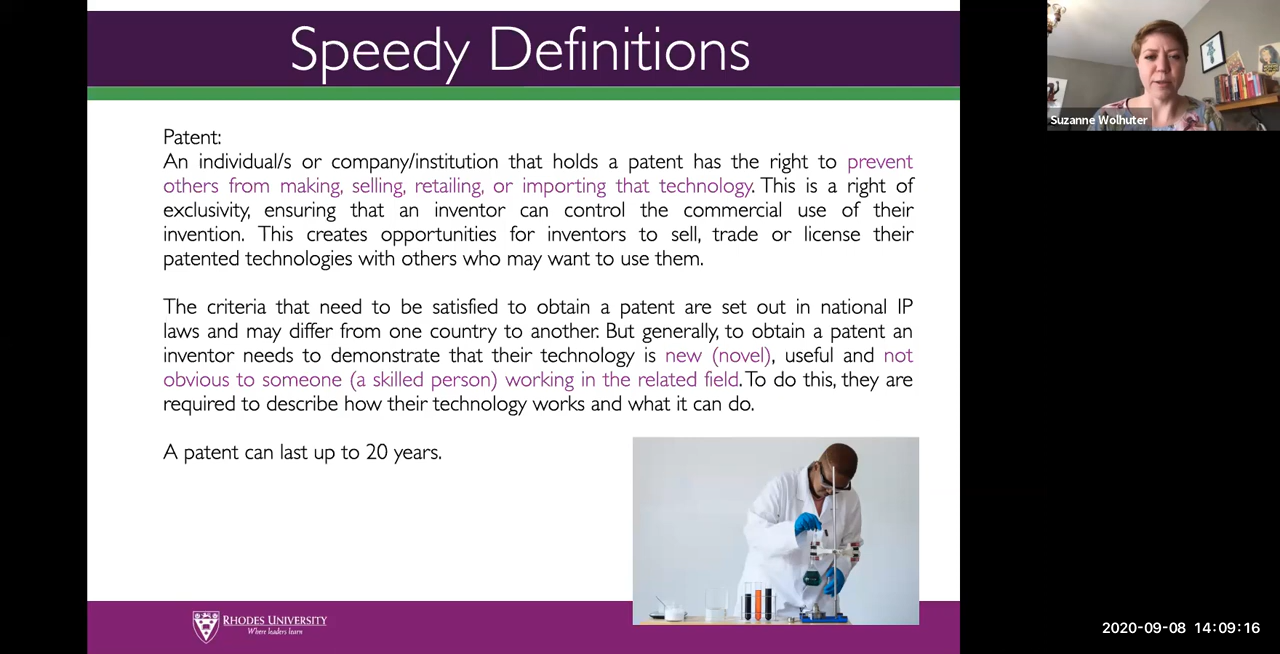 Speedy Definitions
Suzanne Wolhuter
Patent:
An individual/s or company/institution that holds a patent has the right to prevent
others from making, selling, retailing, or importing that technology. This is a right of
exclusivity, ensuring that an inventor can control the commercial use of their
invention. This creates opportunities for inventors to sell, trade or license their
patented technologies with others who may want to use them.
The criteria that need to be satisfied to obtain a patent are set out in national IP
laws and may differ from one country to another. But generally, to obtain a patent an
inventor needs to demonstrate that their technology is new (novel), useful and not
obvious to someone (a skilled person) working in the related field. To do this, they are
required to describe how their technology works and what it can do.
A patent can last up to 20 years.
RHODES UNIVERSITY
Where leaders learn
2020-09-08 14:09:16